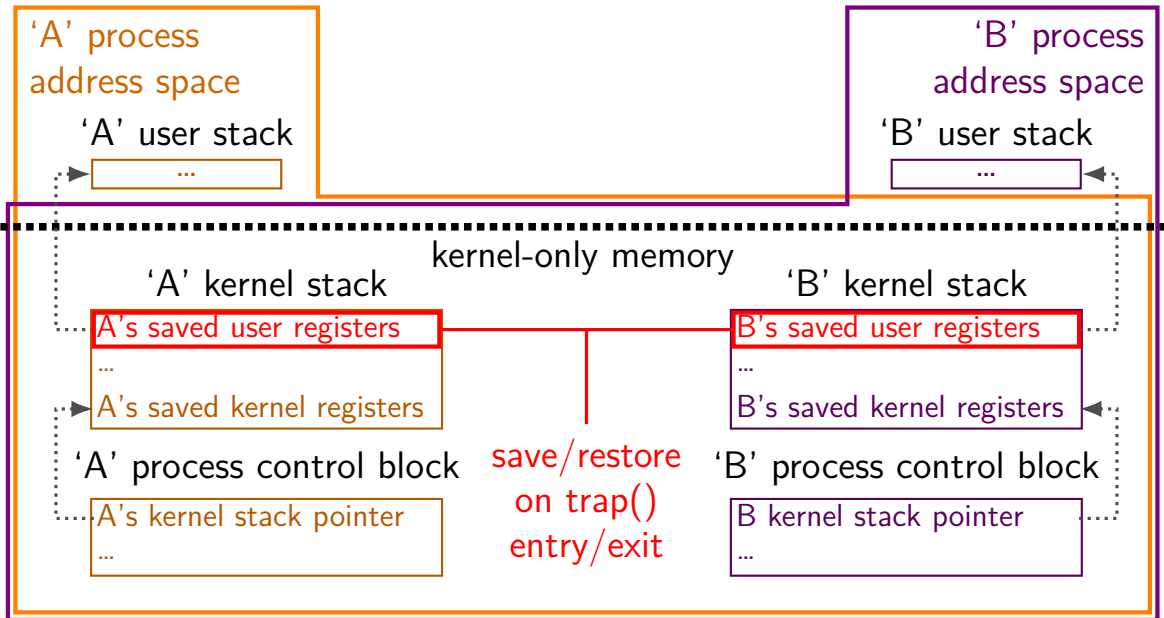 ‘A’ process
address space
‘B’ process
address space
‘A’ user stack
...
‘B’ user stack
...
kernel-only memory
‘A’ kernel stack
A's saved user registers
...
A's saved kernel registers
‘B’ kernel stack
B's saved user registers
...
B's saved kernel registers
‘A’ process control block
A's kernel stack pointer
...
save/restore
on trap()
entry/exit
‘B’ process control block
B kernel stack pointer
...